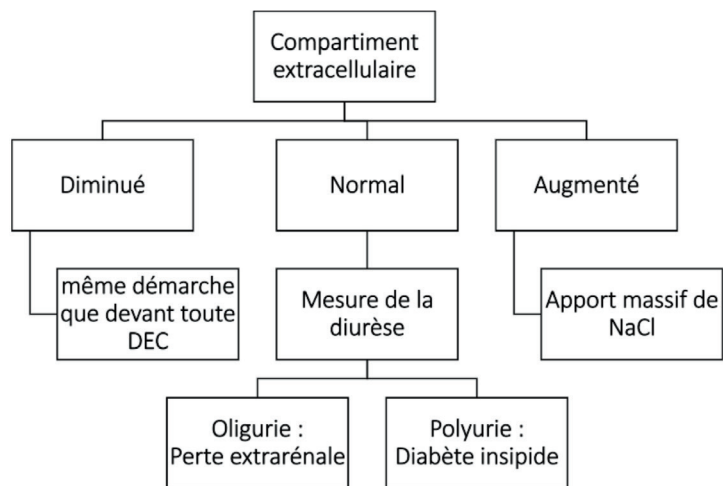 Compartiment
extracellulaire
Diminué
Normal
Augmenté
même démarche
que devant toute
DEC
Mesure de la
diurèse
Apport massif de
NaCl
Oligurie :
Perte extrarénale
Polyurie :
Diabète insipide